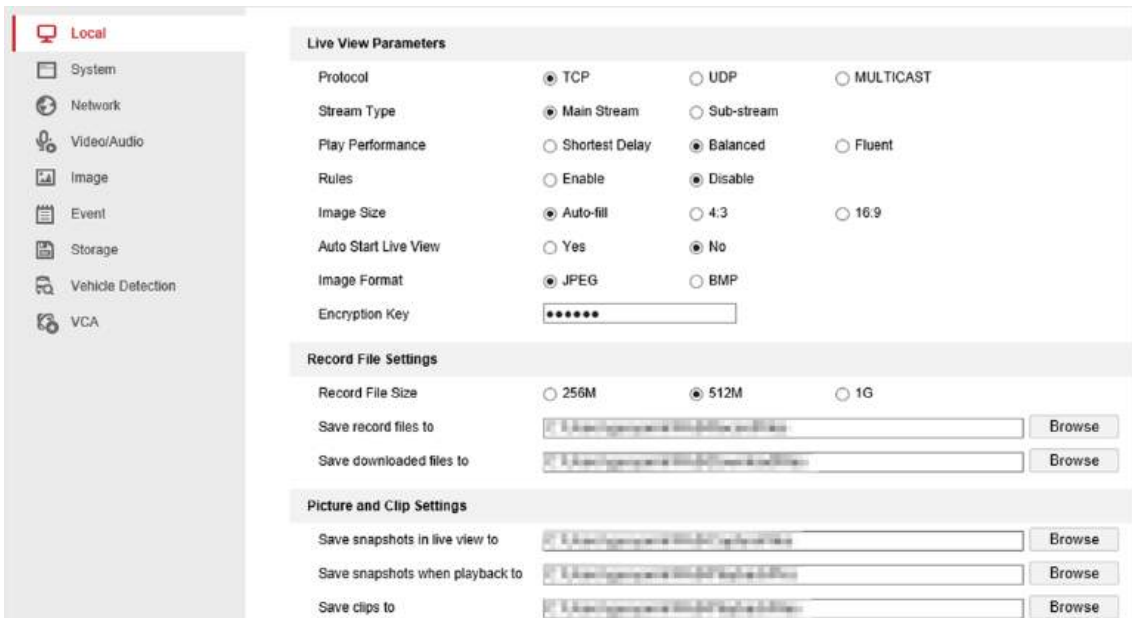 Local
System
Network
Video/Audio
Image
Event
Storage
Vehicle Detection
VCA
Live View Parameters
Protocol TCP UDP MULTICAST
Stream Type Main Stream Sub-stream
Play Performance Shortest Delay Balanced Fluent
Rules Enable Disable
Image Size Auto-fill 4:3 16:9
Auto Start Live View Yes No
Image Format JPEG BMP
Encryption Key ••••••
Record File Settings
Record File Size 256M 512M 1G
Save record files to Browse
Save downloaded files to Browse
Picture and Clip Settings
Save snapshots in live view to Browse
Save snapshots when playback to Browse
Save clips to Browse